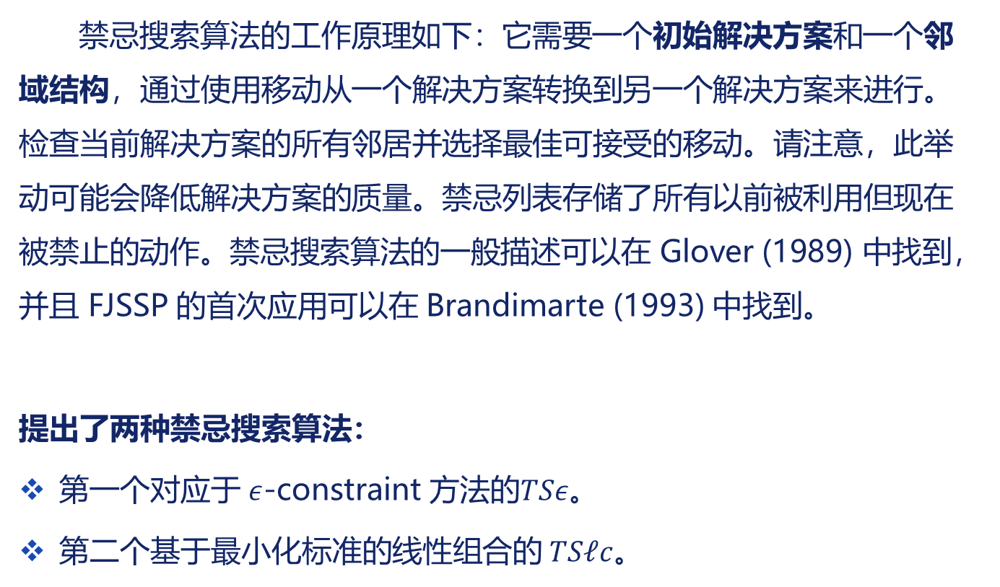 禁忌搜索算法的工作原理如下：它需要一个初始解决方案和一个邻
域结构，通过使用移动从一个解决方案转换到另一个解决方案来进行。
检查当前解决方案的所有邻居并选择最佳可接受的移动。请注意，此举
动可能会降低解决方案的质量。禁忌列表存储了所有以前被利用但现在
被禁止的动作。禁忌搜索算法的一般描述可以在 Glover (1989) 中找到，
并且 FJSSP 的首次应用可以在 Brandimarte (1993) 中找到。
提出了两种禁忌搜索算法：
❖ 第一个对应于 ϵ-constraint 方法的TSϵ。
❖ 第二个基于最小化标准的线性组合的 TSℓc。